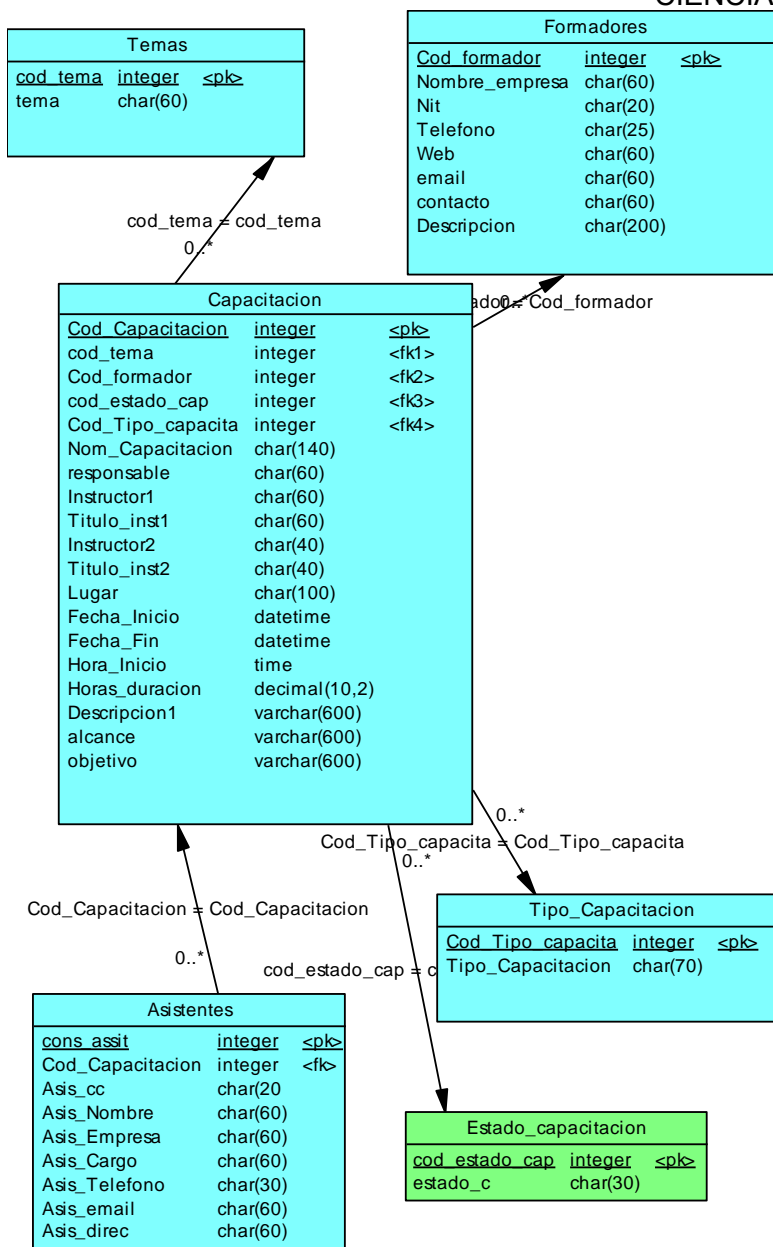 CIENCIA
Temas
cod_tema integer <pk>
tema char(60)
Formadores
Cod_formador integer <pk>
Nombre_empresa char(60)
Nit char(20)
Telefono char(25)
Web char(60)
email char(60)
contacto char(60)
Descripcion char(200)
cod_tema = cod_tema
0..*
ador = Cod_formador
0..*
Capacitacion
Cod_Capacitacion integer <pk>
cod_tema integer <fk1>
Cod_formador integer <fk2>
cod_estado_cap integer <fk3>
Cod_Tipo_capacita integer <fk4>
Nom_Capacitacion char(140)
responsable char(60)
Instructor1 char(60)
Titulo_inst1 char(60)
Instructor2 char(40)
Titulo_inst2 char(40)
Lugar char(100)
Fecha_Inicio datetime
Fecha_Fin datetime
Hora_Inicio time
Horas_duracion decimal(10,2)
Descripcion1 varchar(600)
alcance varchar(600)
objetivo varchar(600)
0..*
Cod_Tipo_capacita = Cod_Tipo_capacita
0..*
Cod_Capacitacion = Cod_Capacitacion
0..*
cod_estado_cap = c
Tipo_Capacitacion
Cod_Tipo_capacita integer <pk>
Tipo_Capacitacion char(70)
Asistentes
cons_assit integer <pk>
Cod_Capacitacion integer <fk>
Asis_cc char(20
Asis_Nombre char(60)
Asis_Empresa char(60)
Asis_Cargo char(60)
Asis_Telefono char(30)
Asis_email char(60)
Asis_direc char(60)
Estado_capacitacion
cod_estado_cap integer <pk>
estado_c char(30)